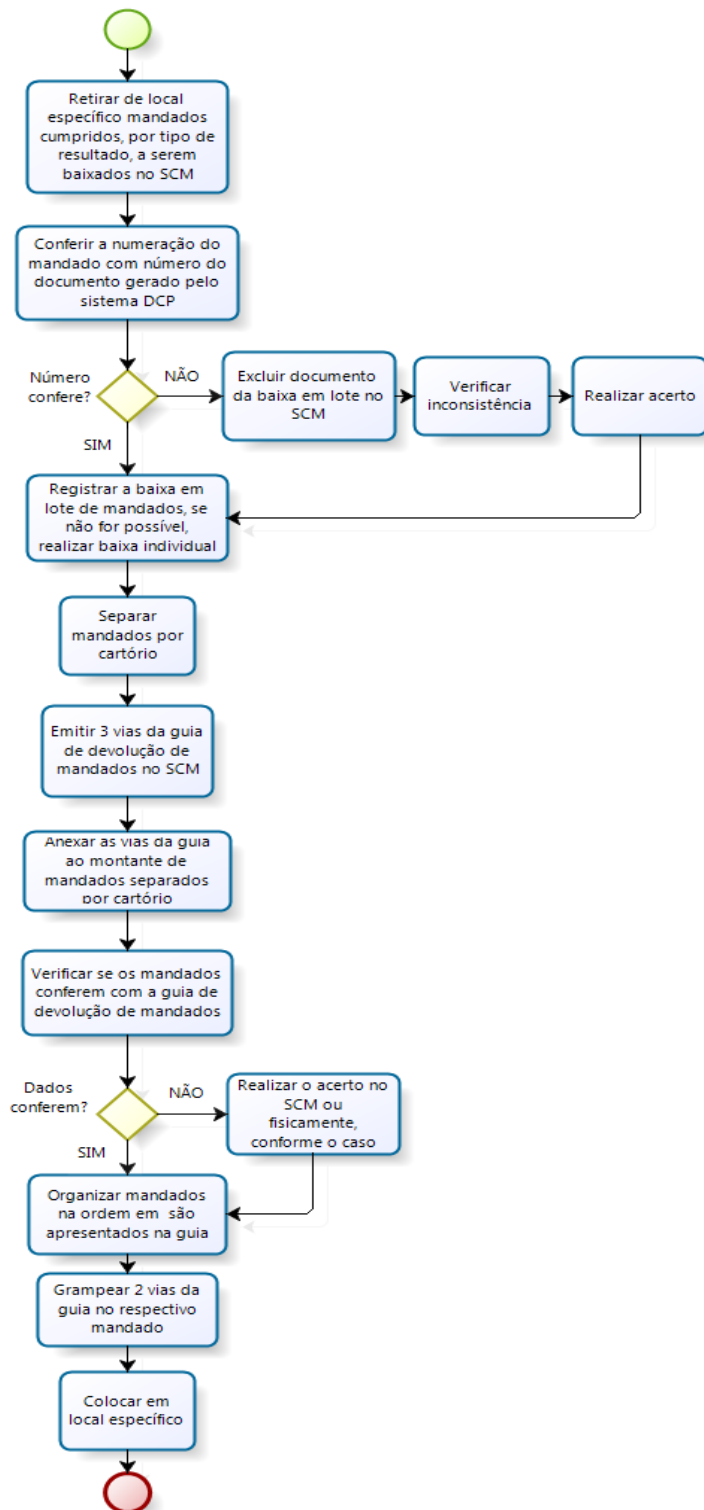 Retirar de local
específico mandados
cumpridos, por tipo de
resultado, a serem
baixados no SCM
Conferir a numeração do
mandado com número do
documento gerado pelo
sistema DCP
Número
confere?
NÃO
SIM
Excluir documento
da baixa em lote no
SCM
Verificar
inconsistência
Realizar acerto
Registrar a baixa em
lote de mandados, se
não for possível,
realizar baixa individual
Separar
mandados por
cartório
Emitir 3 vias da guia
de devolução de
mandados no SCM
Anexar as vias da guia
ao montante de
mandados separados
por cartório
Verificar se os mandados
conferem com a guia de
devolução de mandados
Dados
conferem?
NÃO
SIM
Realizar o acerto no
SCM ou
fisicamente,
conforme o caso
Organizar mandados
na ordem em  são
apresentados na guia
Grampear 2 vias da
guia no respectivo
mandado
Colocar em
local específico